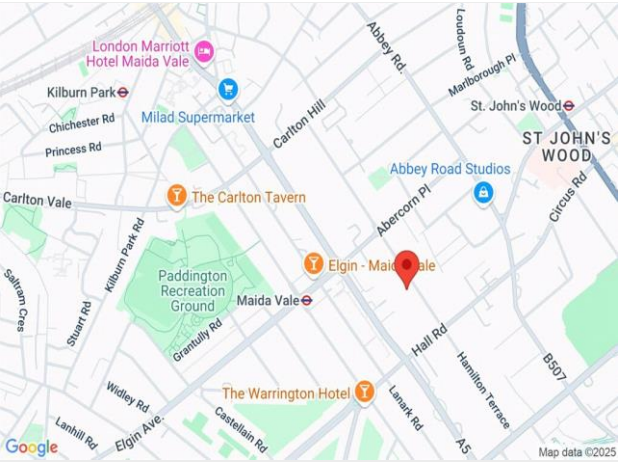 London Marriott
Hotel Maida Vale
Abbey Rd.
Loudoun Rd
Marlborough Pl
Kilburn Park
Milad Supermarket
Chichester Rd
Carlton Hill
St. John's Wood
Princess Rd
ST JOHN'S
WOOD
Abbey Road Studios
Carlton Vale
The Carlton Tavern
Abercorn Pl
Circus Rd
Kilburn Park Rd
Elgin - Maida Vale
Paddington
Recreation
Ground
Maida Vale
Saltram Cres
Stuart Rd
Grantully Rd
Hall Rd
B507
Hamilton Terrace
The Warrington Hotel
Widley Rd
Lanark Rd
Castellain Rd
Lanhill Rd
Elgin Ave.
A5
Google
Map data ©2025